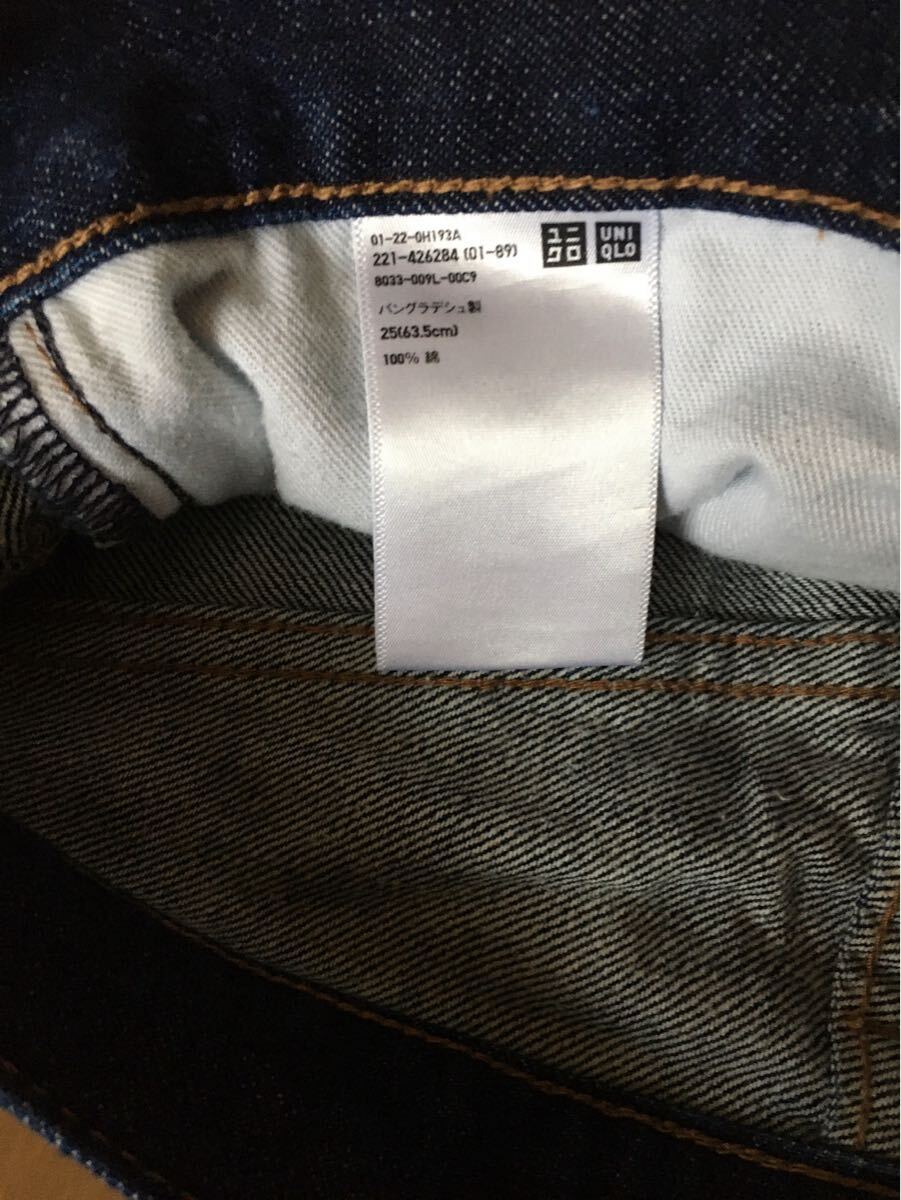 01-22-0H193A
221-426284 (01-89)
8033-009L-00C9
バングラデシュ製
25(63.5cm)
100% 綿
ユニ
クロ
UNI
QLO